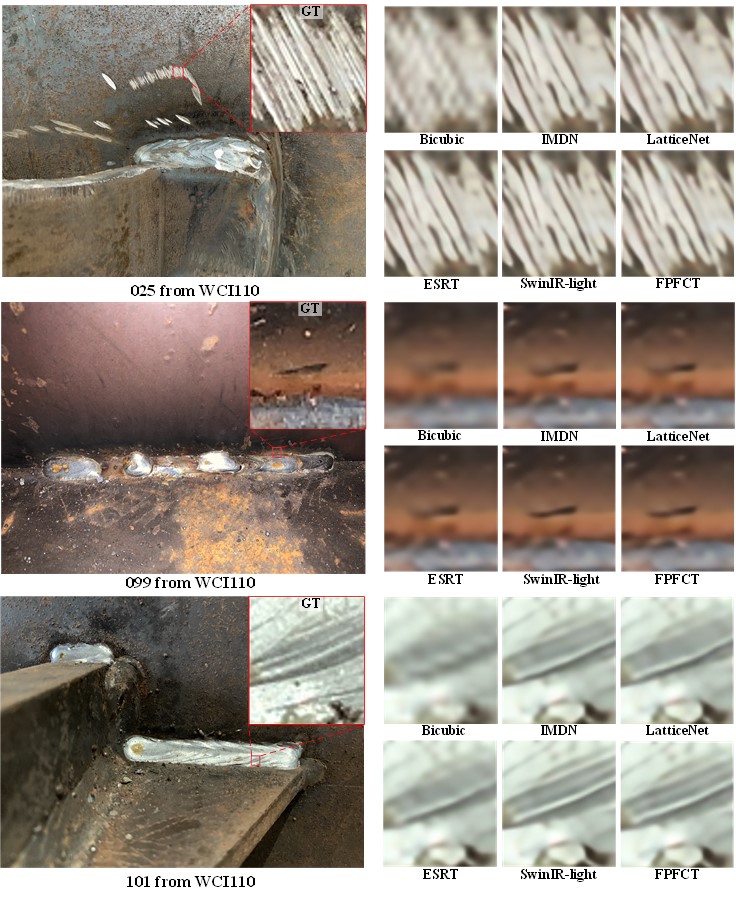 GT
Bicubic IMDN LatticeNet
ESRT SwinIR-light FPFCT
025 from WCI110
GT
Bicubic IMDN LatticeNet
ESRT SwinIR-light FPFCT
099 from WCI110
GT
Bicubic IMDN LatticeNet
ESRT SwinIR-light FPFCT
101 from WCI110